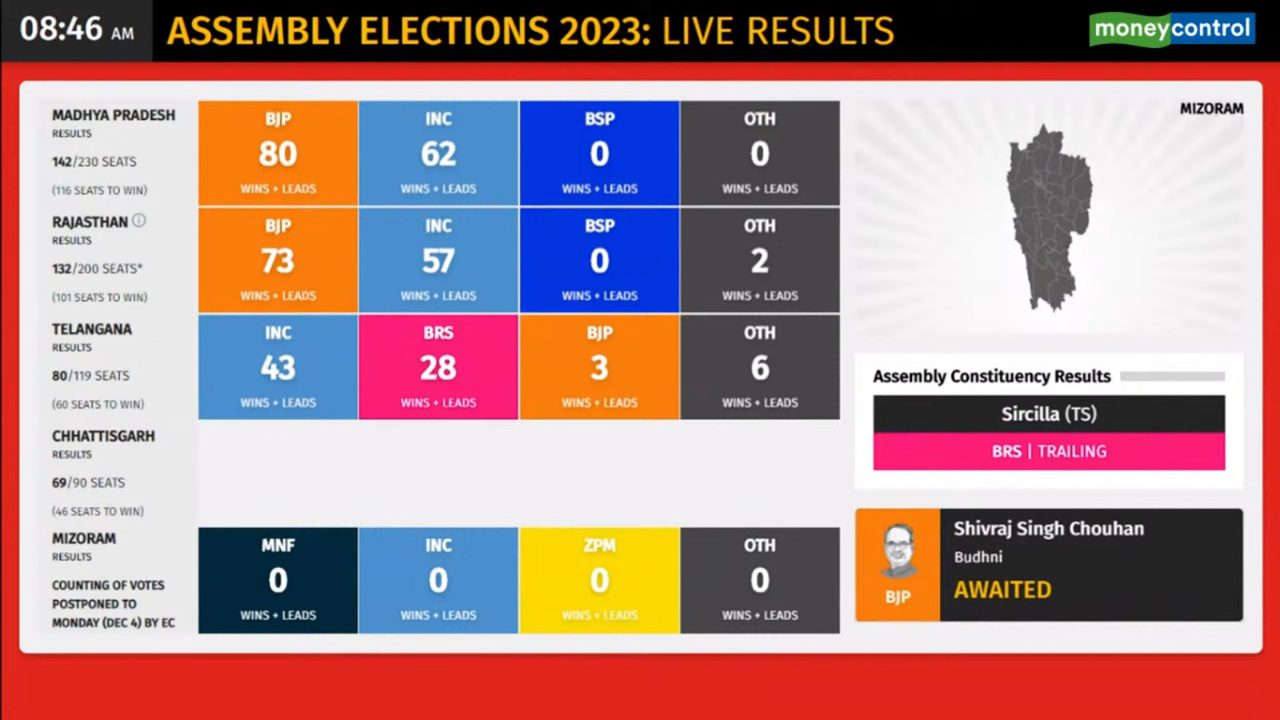 08:46 AM
ASSEMBLY ELECTIONS 2023: LIVE RESULTS
moneycontrol
MADHYA PRADESH
RESULTS
142/230 SEATS
(116 SEATS TO WIN)
BJP
80
WINS + LEADS
INC
62
WINS + LEADS
BSP
0
WINS + LEADS
OTH
0
WINS + LEADS
RAJASTHAN ⓘ
RESULTS
132/200 SEATS*
(101 SEATS TO WIN)
BJP
73
WINS + LEADS
INC
57
WINS + LEADS
BSP
0
WINS + LEADS
OTH
2
WINS + LEADS
TELANGANA
RESULTS
80/119 SEATS
(60 SEATS TO WIN)
INC
43
WINS + LEADS
BRS
28
WINS + LEADS
BJP
3
WINS + LEADS
OTH
6
WINS + LEADS
CHHATTISGARH
RESULTS
69/90 SEATS
(46 SEATS TO WIN)
MIZORAM
RESULTS
COUNTING OF VOTES
POSTPONED TO
MONDAY (DEC 4) BY EC
MNF
0
WINS + LEADS
INC
0
WINS + LEADS
ZPM
0
WINS + LEADS
OTH
0
WINS + LEADS
MIZORAM
Assembly Constituency Results
Sircilla (TS)
BRS | TRAILING
BJP
Shivraj Singh Chouhan
Budhni
AWAITED